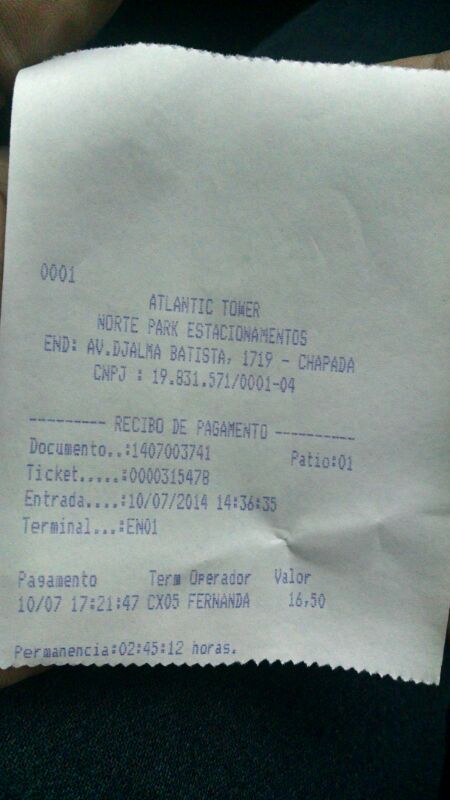 0001
ATLANTIC TOWER
NORTE PARK ESTACIONAMENTOS
END: AV.DJALMA BATISTA, 1719 - CHAPADA
CNPJ : 19.831.571/0001-04
--------- RECIBO DE PAGAMENTO ----------
Documento..:1407003741 Patio:01
Ticket.....:0000315478
Entrada....:10/07/2014 14:36:35
Terminal...:EN01
Pagamento Term Operador Valor
10/07 17:21:47 CX05 FERNANDA 16,50
Permanencia:02:45:12 horas.